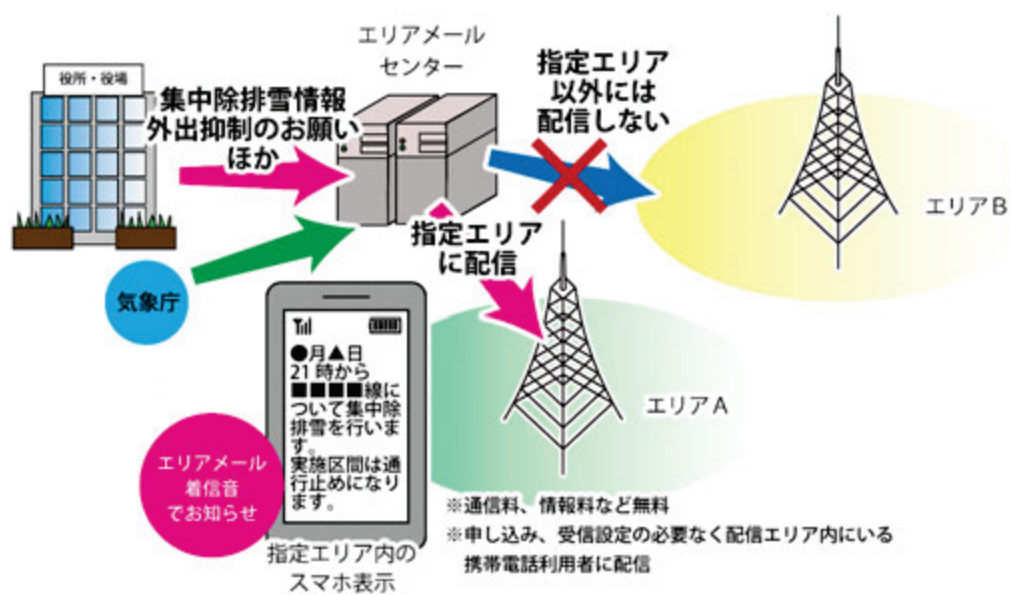 エリアメール
センター
役所・役場
集中除排雪情報
外出抑制のお願い
ほか
指定エリア
以外には
配信しない
エリアB
指定エリア
に配信
気象庁
●月▲日
21時から
■■■■線に
ついて集中除
排雪を行いま
す。
実施区間は通
行止めになり
ます。
エリアA
エリアメール
着信音
でお知らせ
指定エリア内の
スマホ表示
※通信料、情報料など無料
※申し込み、受信設定の必要なく配信エリア内にいる
携帯電話利用者に配信